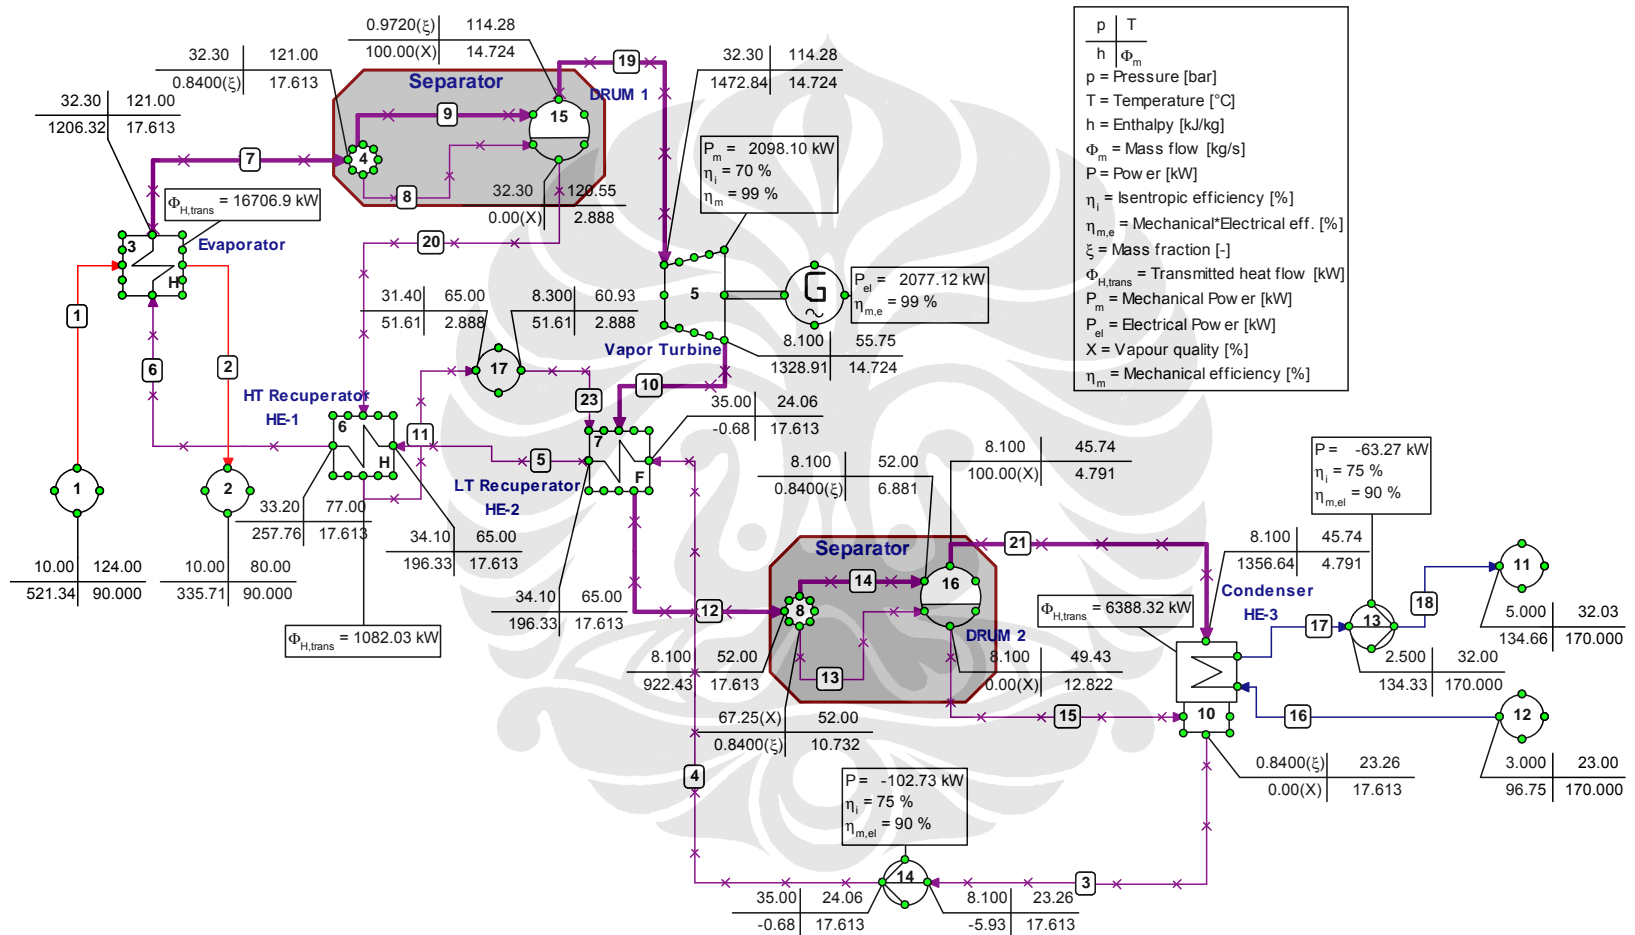 0.9720(ξ) 114.28
100.00(X) 14.724
32.30 121.00
0.8400(ξ) 17.613
32.30 121.00
1206.32 17.613
Separator
19
DRUM 1
9
15
4
7
8
32.30 120.55
0.00(X) 2.888
32.30 114.28
1472.84 14.724
p T
h Φm
p = Pressure [bar]
T = Temperature [°C]
h = Enthalpy [kJ/kg]
Φm = Mass flow [kg/s]
P = Power [kW]
ηi = Isentropic efficiency [%]
ηm,e = Mechanical*Electrical eff. [%]
ξ = Mass fraction [-]
ΦH,trans = Transmitted heat flow [kW]
Pm = Mechanical Power [kW]
Pel = Electrical Power [kW]
X = Vapour quality [%]
ηm = Mechanical efficiency [%]
Pm = 2098.10 kW
ηi = 70 %
ηm = 99 %
ΦH,trans = 16706.9 kW
3
H
Evaporator
20
1
2
6
31.40 65.00
51.61 2.888
8.300 60.93
51.61 2.888
5
G
~
Pel = 2077.12 kW
ηm,e = 99 %
Vapor Turbine
8.100 55.75
1328.91 14.724
17
10
23
HT Recuperator
HE-1
6
H
11
5
7
F
35.00 24.06
-0.68 17.613
LT Recuperator
HE-2
1
2
33.20 77.00
257.76 17.613
34.10 65.00
196.33 17.613
10.00 124.00
521.34 90.000
10.00 80.00
335.71 90.000
ΦH,trans = 1082.03 kW
34.10 65.00
196.33 17.613
8.100 52.00
0.8400(ξ) 6.881
8.100 45.74
100.00(X) 4.791
P = -63.27 kW
ηi = 75 %
ηm,el = 90 %
Separator
21
14
16
8
12
13
DRUM 2
8.100 52.00
922.43 17.613
8.100 49.43
0.00(X) 12.822
67.25(X) 52.00
0.8400(ξ) 10.732
15
8.100 45.74
1356.64 4.791
Condenser
HE-3
ΦH,trans = 6388.32 kW
17
13
18
11
5.000 32.03
134.66 170.000
2.500 32.00
134.33 170.000
10
16
12
3.000 23.00
96.75 170.000
0.8400(ξ) 23.26
0.00(X) 17.613
4
P = -102.73 kW
ηi = 75 %
ηm,el = 90 %
14
3
35.00 24.06
-0.68 17.613
8.100 23.26
-5.93 17.613